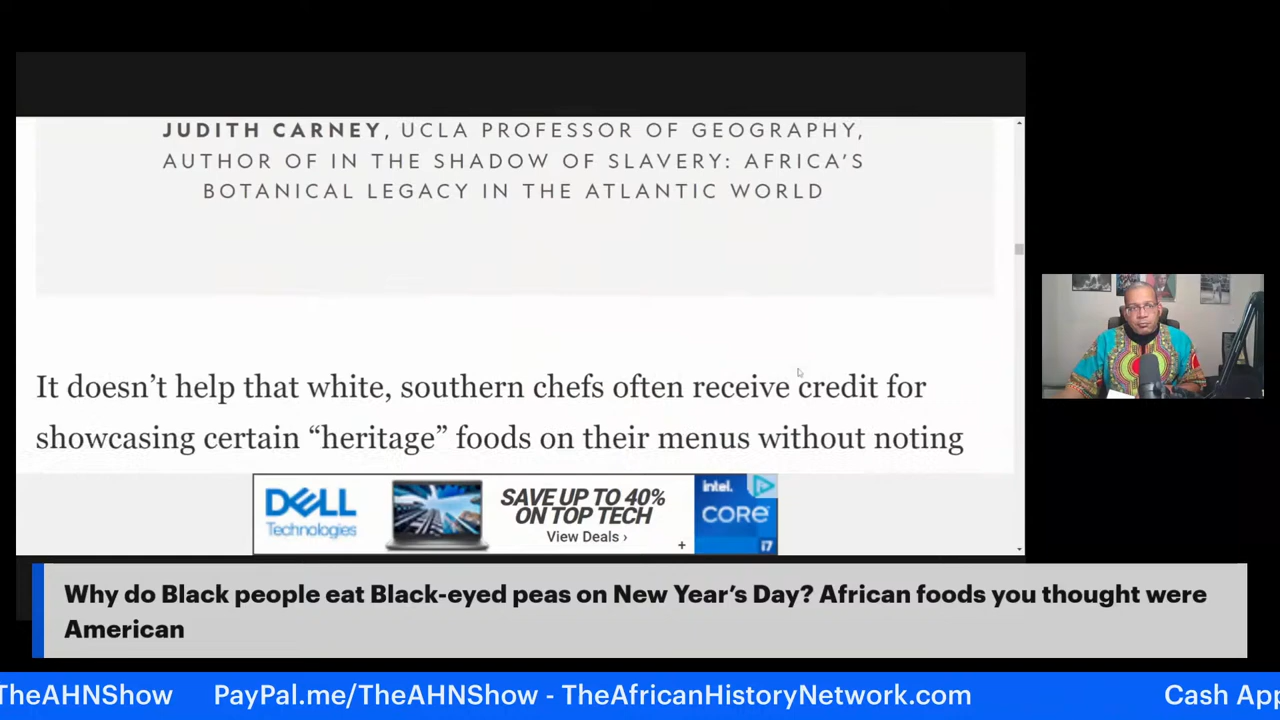 JUDITH CARNEY, UCLA PROFESSOR OF GEOGRAPHY,
AUTHOR OF IN THE SHADOW OF SLAVERY: AFRICA'S
BOTANICAL LEGACY IN THE ATLANTIC WORLD
It doesn't help that white, southern chefs often receive credit for
showcasing certain “heritage” foods on their menus without noting
DELL
Technologies
SAVE UP TO 40%
ON TOP TECH
View Deals ›
intel.
CORE
i7
Why do Black people eat Black-eyed peas on New Year's Day? African foods you thought were
American
TheAHNShow PayPal.me/TheAHNShow - TheAfricanHistoryNetwork.com Cash App